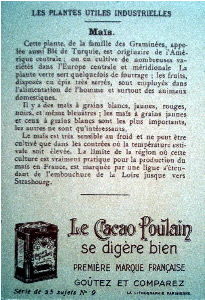 LES PLANTES UTILES INDUSTRIELLES
Maïs.
Cette plante, de la famille des Graminées, appe-
lée aussi Blé de Turquie, est originaire de l'Amé-
rique centrale ; on en cultive de nombreuses va-
riétés dans l'Europe centrale et méridionale. La
plante verte sert quelquefois de fourrage ; les fruits,
disposés en épis très serrés, sont employés dans
l'alimentation de l'homme et surtout des animaux
domestiques.
Il y a des maïs à grains blancs, jaunes, rouges,
noirs, et même bleuâtres ; les maïs à grains jaunes
et ceux à grains blancs sont les plus importants,
les autres ne sont qu'intéressants.
Le maïs est très sensible au froid et ne peut être
cultivé que dans les contrées où la température esti-
vale soit élevée. La limite de la région où cette
culture est vraiment pratique pour la production du
maïs en France, est marquée par une ligne s'éten-
dant de l'embouchure de la Loire jusque vers
Strasbourg.
Le Cacao Poulain
se digère bien
PREMIÈRE MARQUE FRANÇAISE
GOÛTEZ ET COMPAREZ
Série de 25 sujets Nº 9
LA LITHOGRAPHIE PARISIENNE